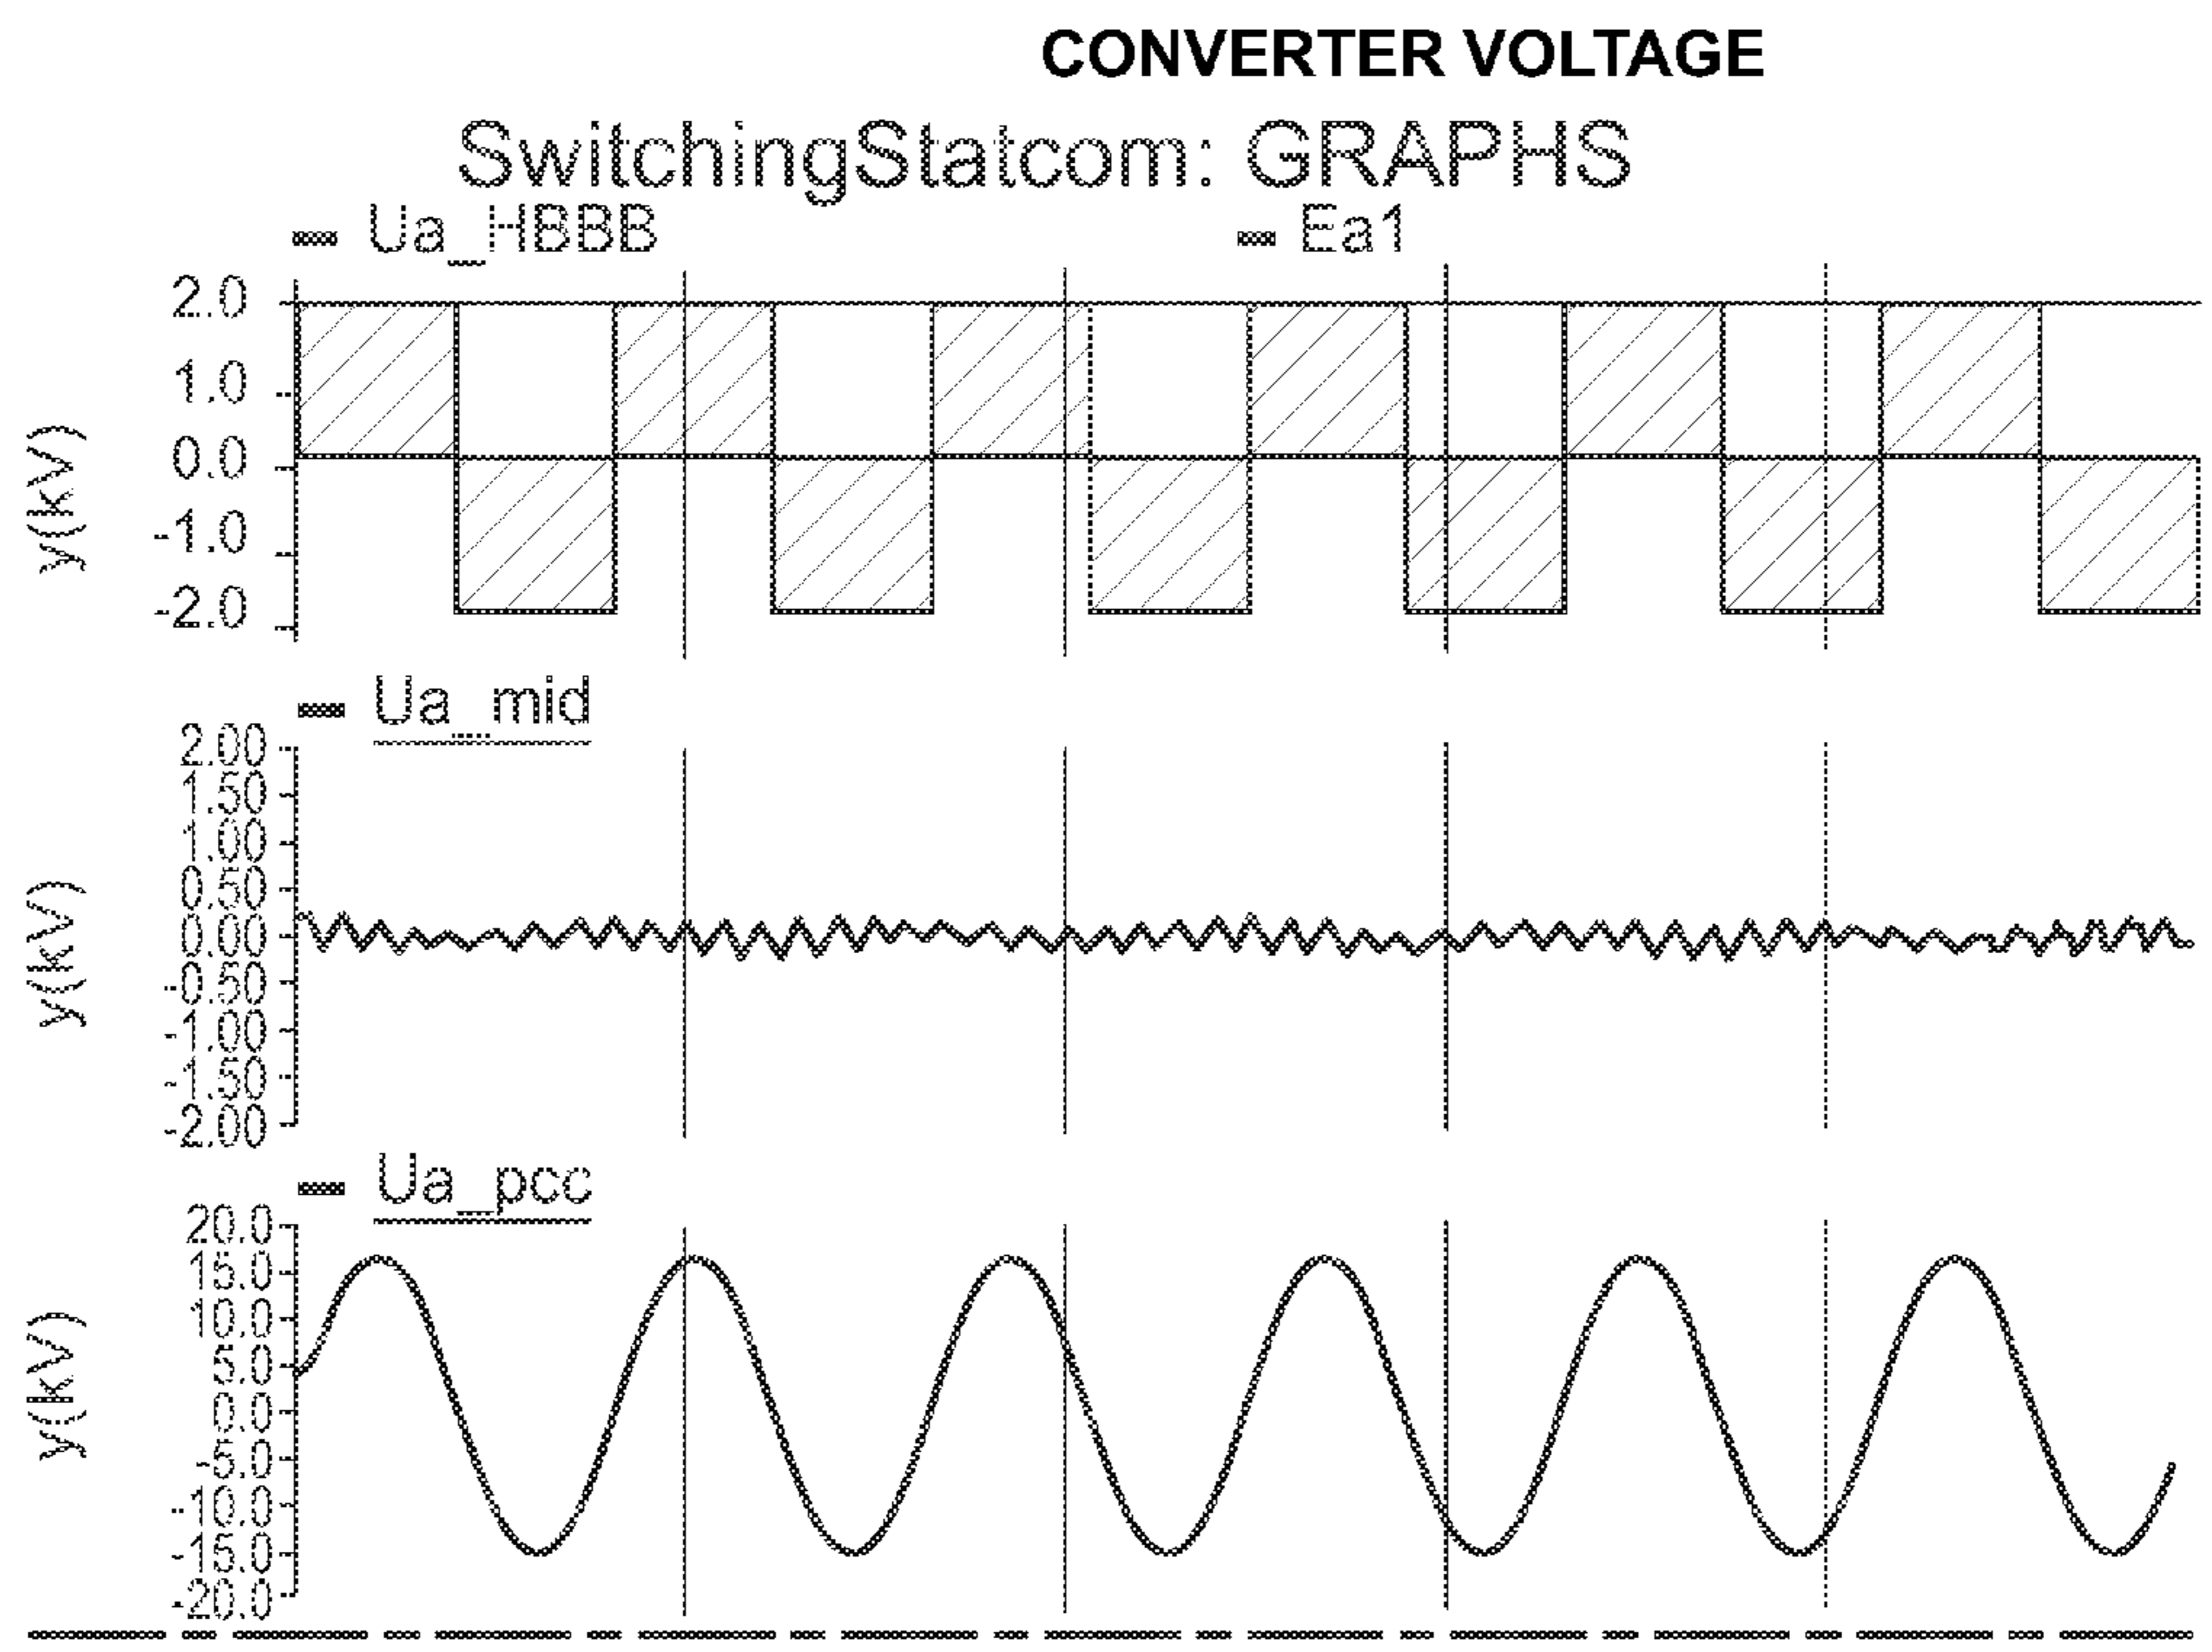 CONVERTER VOLTAGE
SwitchingStatcom: GRAPHS
Ua_HBBB Ea1
2.0
1.0
0.0
-1.0
-2.0
y(kV)
Ua_mid
2.00
1.50
1.00
0.50
0.00
-0.50
-1.00
-1.50
-2.00
y(kV)
Ua_pcc
20.0
15.0
10.0
5.0
0.0
-5.0
-10.0
-15.0
-20.0
y(kV)